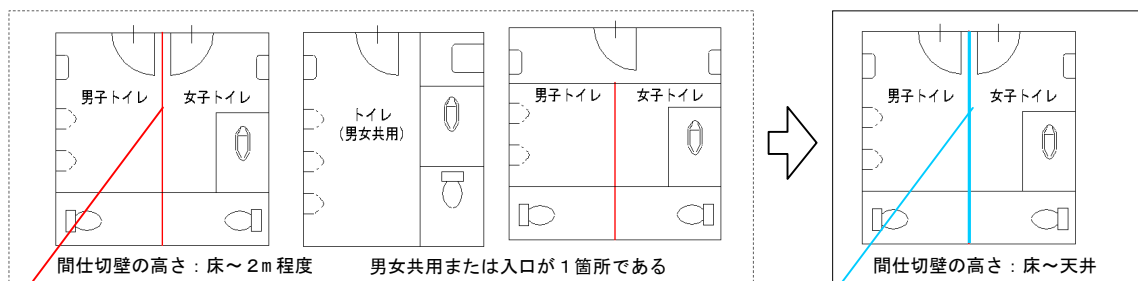 男子トイレ
女子トイレ
間仕切壁の高さ：床～２ｍ程度
トイレ
(男女共用)
男子トイレ
女子トイレ
男女共用または入口が１箇所である
男子トイレ
女子トイレ
間仕切壁の高さ：床～天井